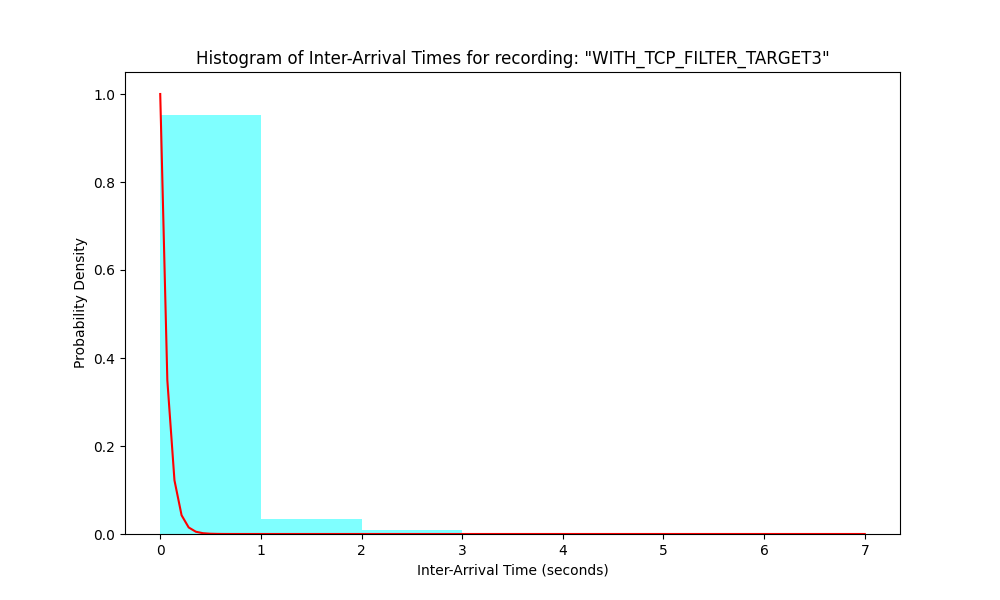 Histogram of Inter-Arrival Times for recording: "WITH_TCP_FILTER_TARGET3"
Probability Density
1.0
0.8
0.6
0.4
0.2
0.0
0 1 2 3 4 5 6 7
Inter-Arrival Time (seconds)